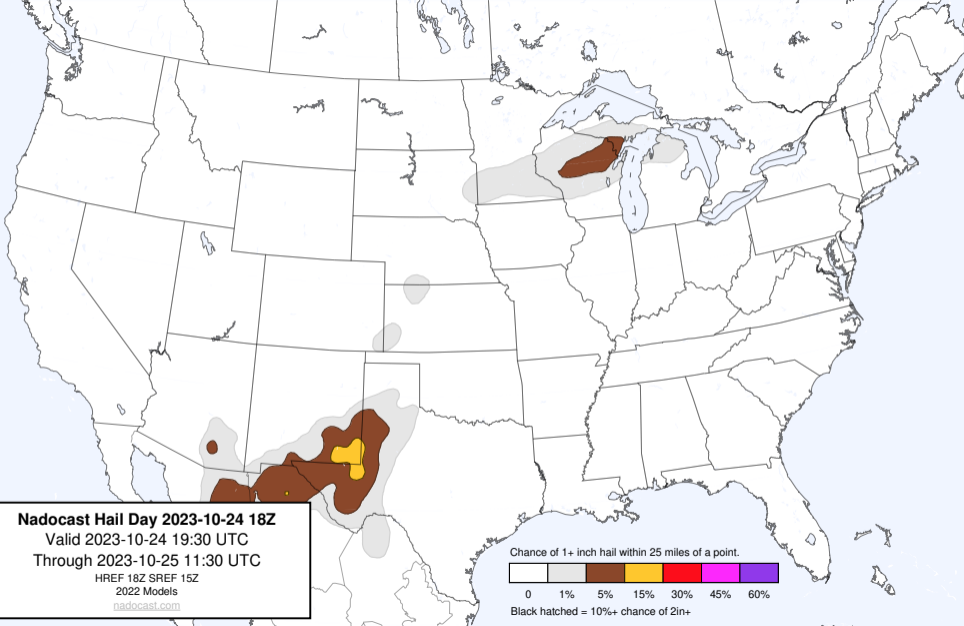 Nadocast Hail Day 2023-10-24 18Z
Valid 2023-10-24 19:30 UTC
Through 2023-10-25 11:30 UTC
HREF 18Z SREF 15Z
2022 Models
nadocast.com
Chance of 1+ inch hail within 25 miles of a point.
0 1% 5% 15% 30% 45% 60%
Black hatched = 10%+ chance of 2in+